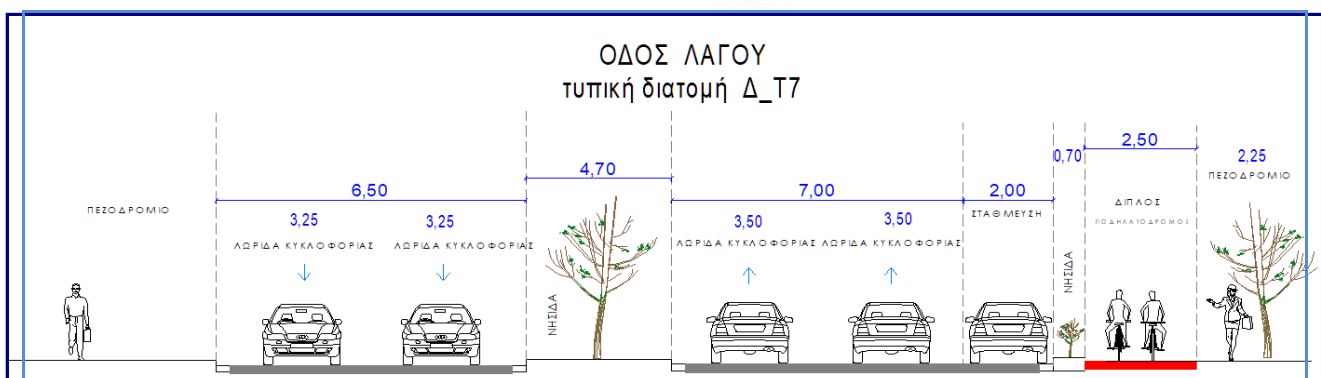 ΟΔΟΣ ΛΑΓΟΥ
τυπική διατομή Δ_Τ7
ΠΕΖΟΔΡΟΜΙΟ
6,50
3,25
3,25
ΛΩΡΙΔΑ ΚΥΚΛΟΦΟΡΙΑΣ
ΛΩΡΙΔΑ ΚΥΚΛΟΦΟΡΙΑΣ
4,70
ΝΗΣΙΔΑ
7,00
3,50
3,50
ΛΩΡΙΔΑ ΚΥΚΛΟΦΟΡΙΑΣ
ΛΩΡΙΔΑ ΚΥΚΛΟΦΟΡΙΑΣ
2,00
ΣΤΑΘΜΕΥΣΗ
0,70
ΝΗΣΙΔΑ
2,50
ΔΙΠΛΟΣ
ΠΟΔΗΛΑΤΟΔΡΟΜΟΣ
2,25
ΠΕΖΟΔΡΟΜΙΟ